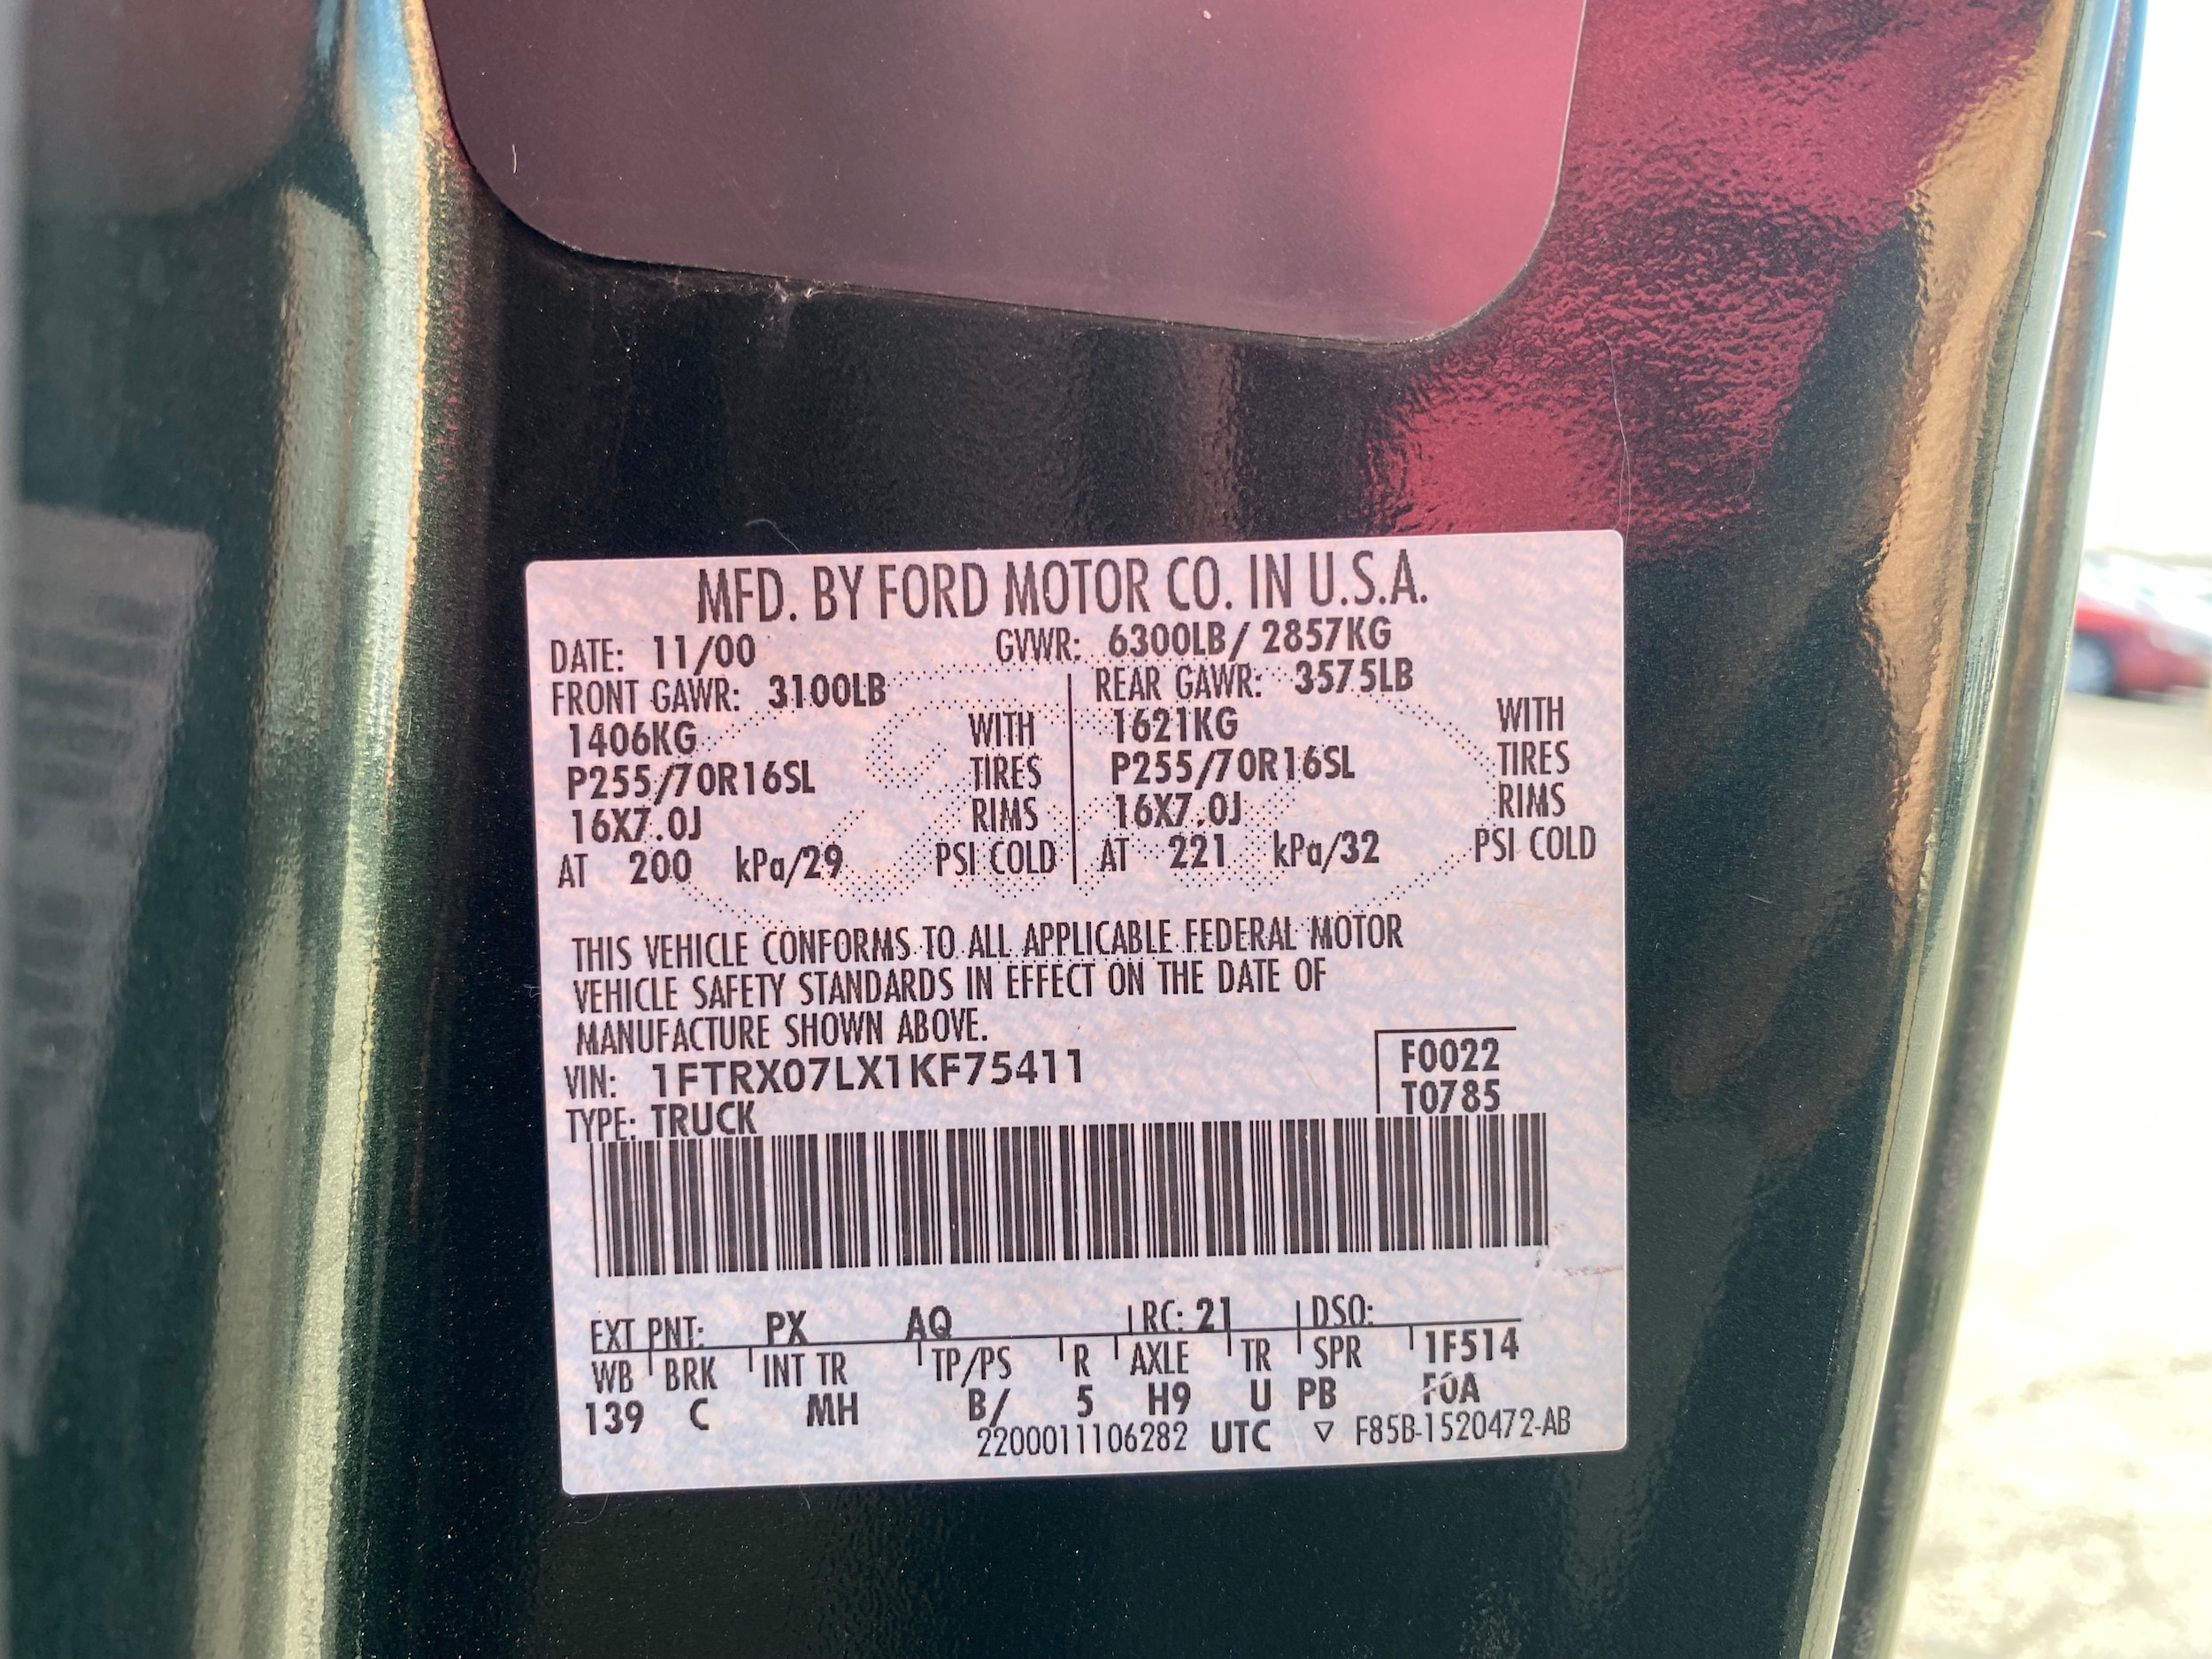 MFD. BY FORD MOTOR CO. IN U.S.A.
DATE: 11/00 GVWR: 6300LB/ 2857KG
FRONT GAWR: 3100LB REAR GAWR: 3575LB
1406KG WITH 1621KG WITH
P255/70R16SL TIRES P255/70R16SL TIRES
16X7.0J RIMS 16X7.0J RIMS
AT 200 kPa/29 PSI COLD AT 221 kPa/32 PSI COLD
THIS VEHICLE CONFORMS TO ALL APPLICABLE FEDERAL MOTOR
VEHICLE SAFETY STANDARDS IN EFFECT ON THE DATE OF
MANUFACTURE SHOWN ABOVE.
VIN: 1FTRX07LX1KF75411 F0022
TYPE: TRUCK T0785
EXT PNT: PX AQ RC: 21 DSO:
WB BRK INT TR TP/PS R AXLE TR SPR 1F514
139 C MH B/ 5 H9 U PB F0A
2200011106282 UTC ▽ F85B-1520472-AB